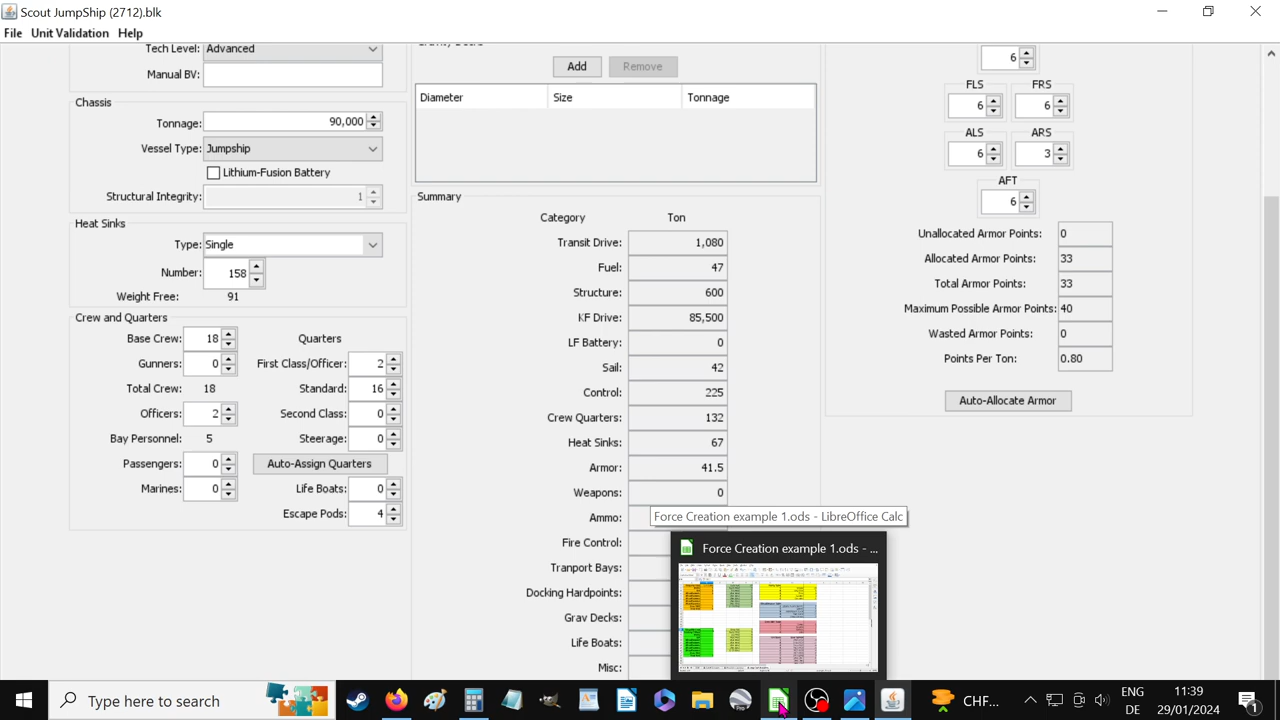 Scout JumpShip (2712).blk
File Unit Validation Help
Tech Level: Advanced
Manual BV:
Chassis
Tonnage: 90,000
Vessel Type: Jumpship
Lithium-Fusion Battery
Structural Integrity: 1
Heat Sinks
Type: Single
Number: 158
Weight Free: 91
Crew and Quarters
Base Crew: 18 Quarters
Gunners: 0 First Class/Officer: 2
Total Crew: 18 Standard: 16
Officers: 2 Second Class: 0
Bay Personnel: 5 Steerage: 0
Passengers: 0 Auto-Assign Quarters
Marines: 0 Life Boats: 0
Escape Pods: 4
Add Remove
Diameter Size Tonnage
Summary
Category Ton
Transit Drive: 1,080
Fuel: 47
Structure: 600
KF Drive: 85,500
LF Battery: 0
Sail: 42
Control: 225
Crew Quarters: 132
Heat Sinks: 67
Armor: 41.5
Weapons: 0
Ammo:
Fire Control:
Tranport Bays:
Docking Hardpoints:
Grav Decks:
Life Boats:
Misc:
6
FLS FRS
6 6
ALS ARS
6 3
AFT
6
Unallocated Armor Points: 0
Allocated Armor Points: 33
Total Armor Points: 33
Maximum Possible Armor Points: 40
Wasted Armor Points: 0
Points Per Ton: 0.80
Auto-Allocate Armor
Force Creation example 1.ods - LibreOffice Calc
Force Creation example 1.ods - ...
Type here to search
CHF...
ENG
DE
11:39
29/01/2024
1